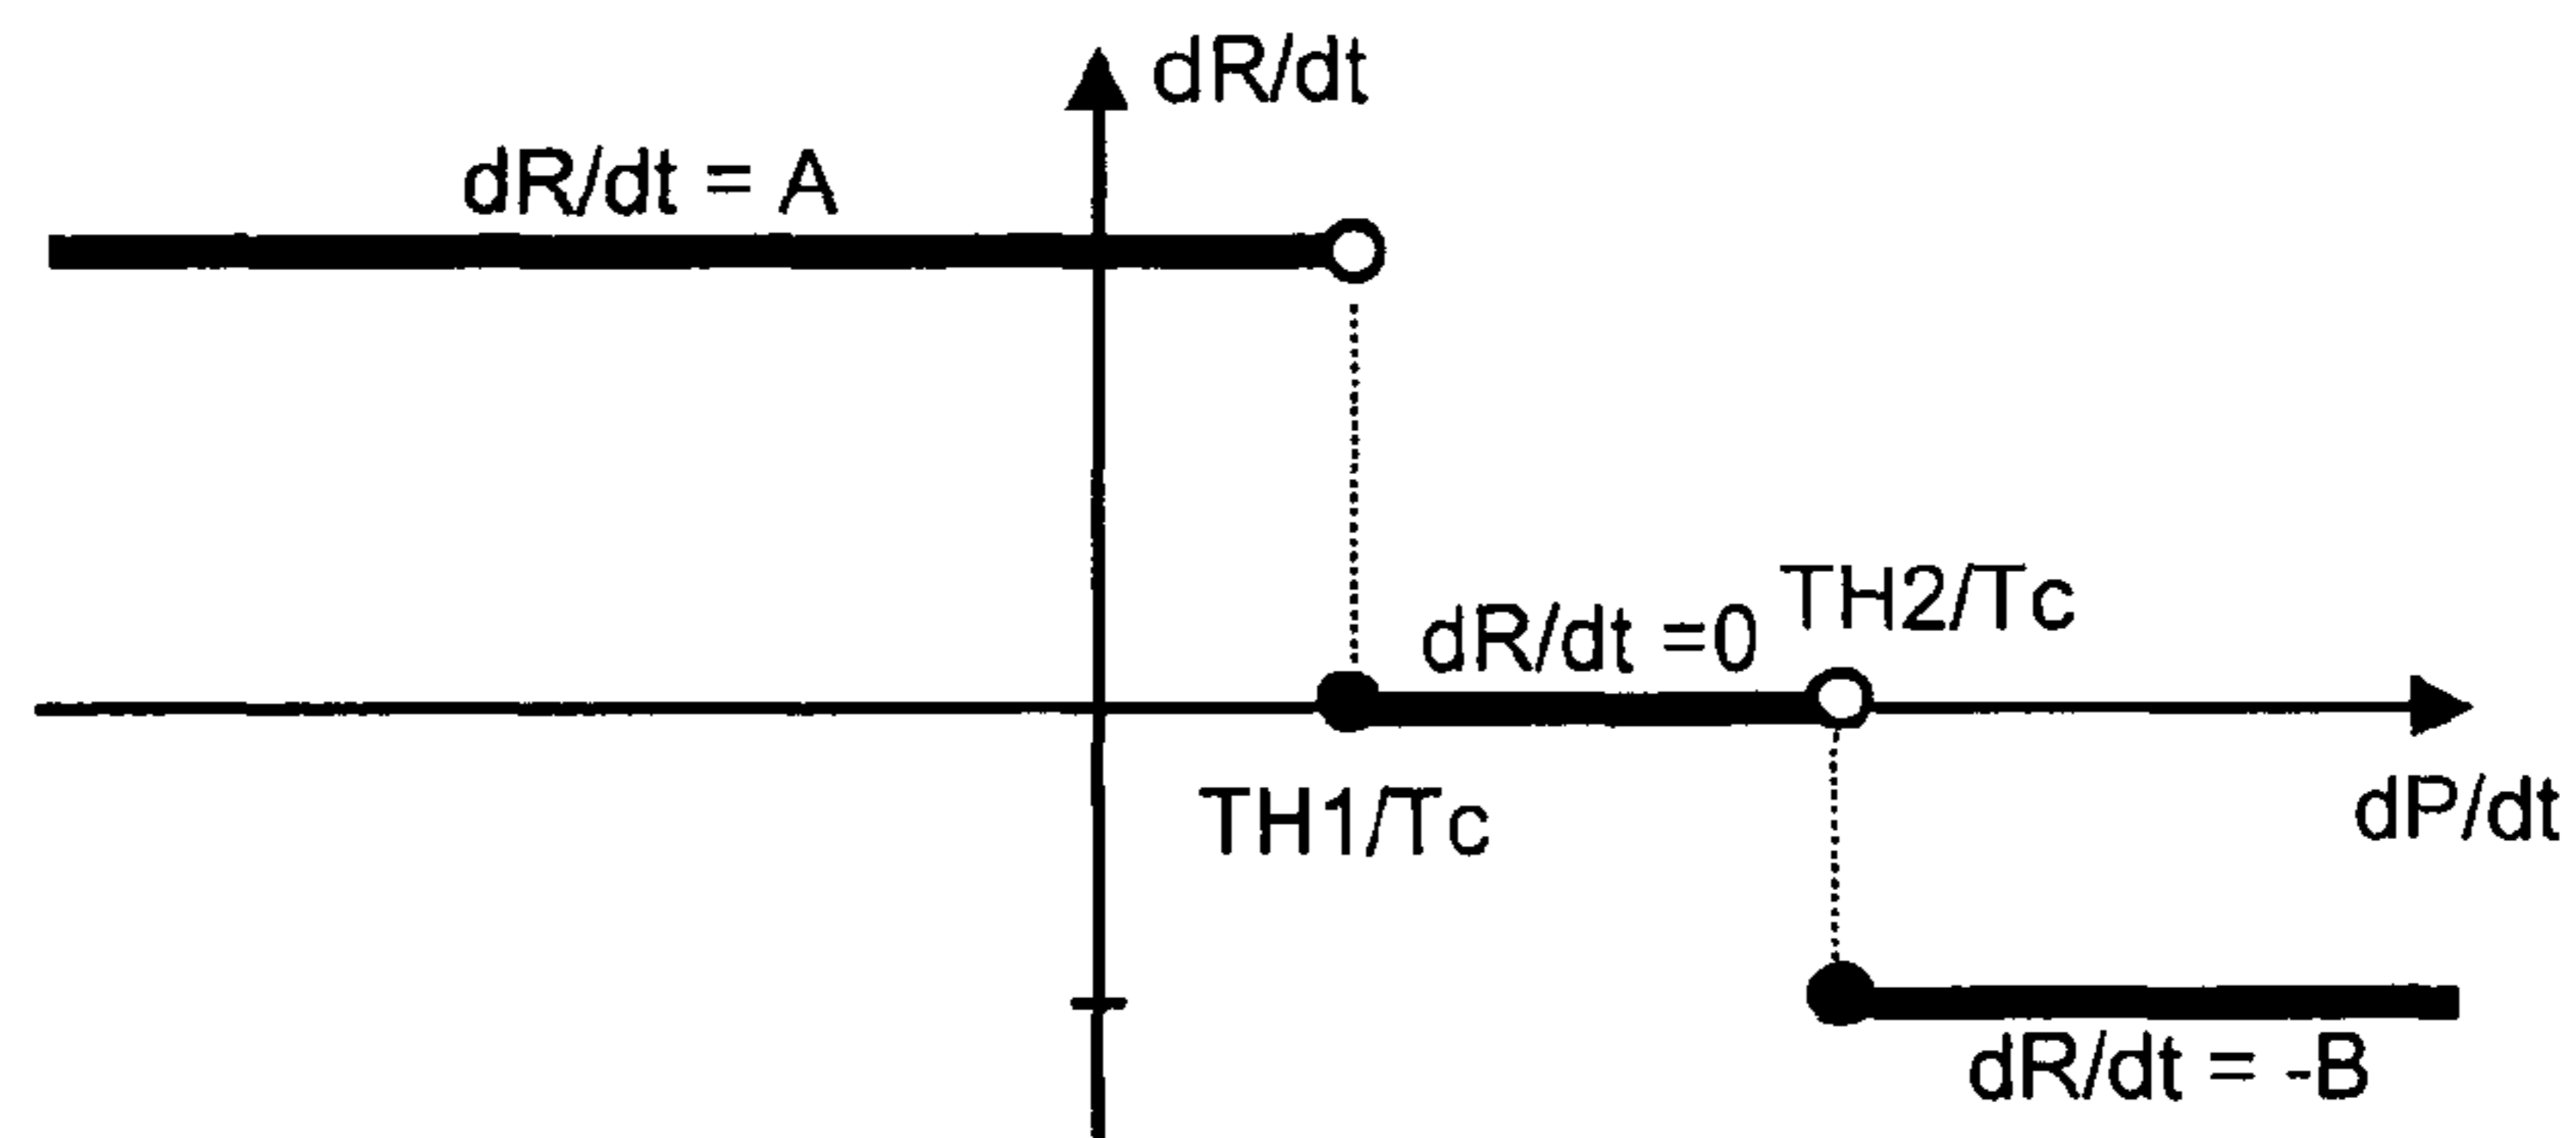 dR/dt
dR/dt = A
TH2/Tc
dR/dt =0
TH1/Tc
dP/dt
dR/dt = -B